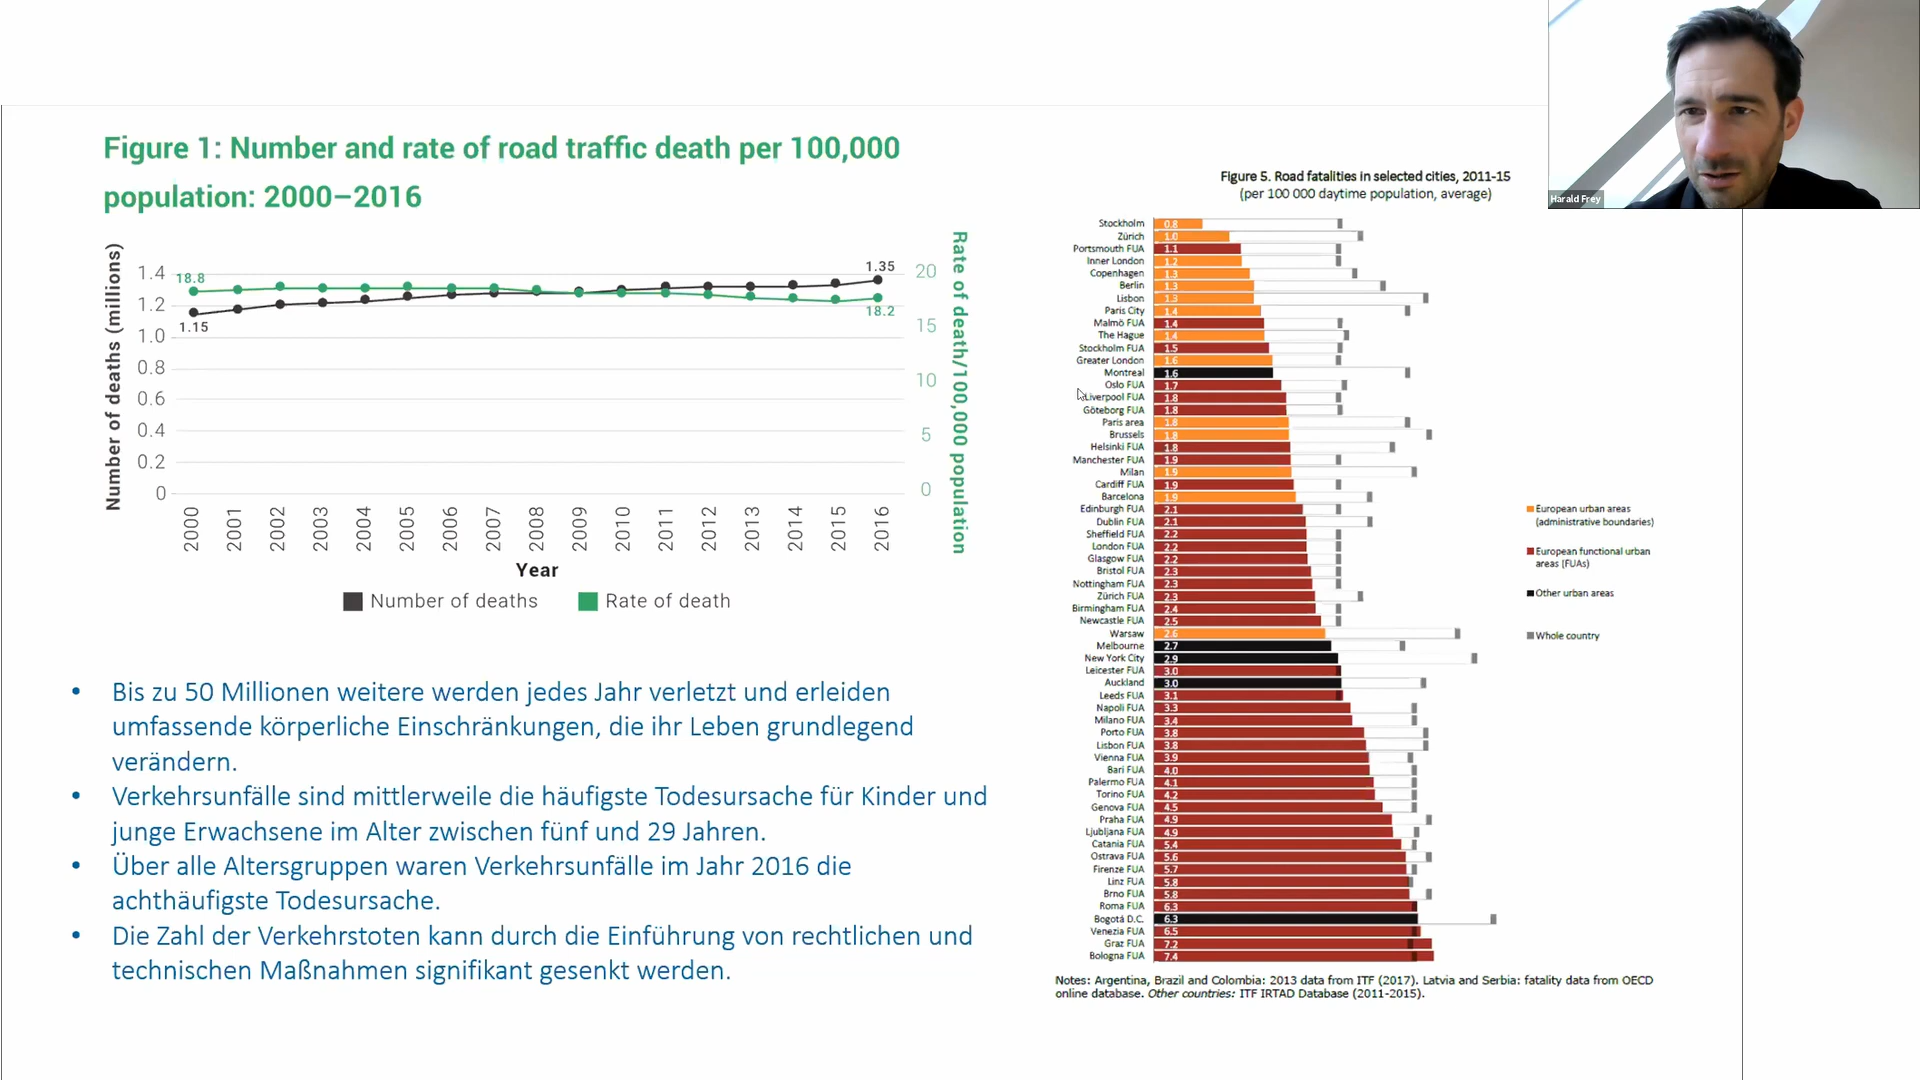 Harald Frey
Figure 1: Number and rate of road traffic death per 100,000
population: 2000–2016
Number of deaths (millions)
1.4
1.2
1.0
0.8
0.6
0.4
0.2
0
18.8
1.15
1.35
18.2
20
15
10
5
0
Rate of death/100,000 population
2000 2001 2002 2003 2004 2005 2006 2007 2008 2009 2010 2011 2012 2013 2014 2015 2016
Year
Number of deaths Rate of death
• Bis zu 50 Millionen weitere werden jedes Jahr verletzt und erleiden
umfassende körperliche Einschränkungen, die ihr Leben grundlegend
verändern.
• Verkehrsunfälle sind mittlerweile die häufigste Todesursache für Kinder und
junge Erwachsene im Alter zwischen fünf und 29 Jahren.
• Über alle Altersgruppen waren Verkehrsunfälle im Jahr 2016 die
achthäufigste Todesursache.
• Die Zahl der Verkehrstoten kann durch die Einführung von rechtlichen und
technischen Maßnahmen signifikant gesenkt werden.
Figure 5. Road fatalities in selected cities, 2011-15
(per 100 000 daytime population, average)
Stockholm 0.8
Zürich 1.0
Portsmouth FUA 1.1
Inner London 1.2
Copenhagen 1.3
Berlin 1.3
Lisbon 1.3
Paris City 1.4
Malmö FUA 1.4
The Hague 1.4
Stockholm FUA 1.5
Greater London 1.6
Montreal 1.6
Oslo FUA 1.7
Liverpool FUA 1.8
Göteborg FUA 1.8
Paris area 1.8
Brussels 1.8
Helsinki FUA 1.8
Manchester FUA 1.9
Milan 1.9
Cardiff FUA 1.9
Barcelona 1.9
Edinburgh FUA 2.1
Dublin FUA 2.1
Sheffield FUA 2.2
London FUA 2.2
Glasgow FUA 2.2
Bristol FUA 2.3
Nottingham FUA 2.3
Zürich FUA 2.3
Birmingham FUA 2.4
Newcastle FUA 2.5
Warsaw 2.6
Melbourne 2.7
New York City 2.9
Leicester FUA 3.0
Auckland 3.0
Leeds FUA 3.1
Napoli FUA 3.3
Milano FUA 3.4
Porto FUA 3.8
Lisbon FUA 3.8
Vienna FUA 3.9
Bari FUA 4.0
Palermo FUA 4.1
Torino FUA 4.2
Genova FUA 4.5
Praha FUA 4.9
Ljubljana FUA 4.9
Catania FUA 5.4
Ostrava FUA 5.6
Firenze FUA 5.7
Linz FUA 5.8
Brno FUA 5.8
Roma FUA 6.3
Bogotá D.C. 6.3
Venezia FUA 6.5
Graz FUA 7.2
Bologna FUA 7.4
European urban areas
(administrative boundaries)
European functional urban
areas (FUAs)
Other urban areas
Whole country
Notes: Argentina, Brazil and Colombia: 2013 data from ITF (2017). Latvia and Serbia: fatality data from OECD
online database. Other countries: ITF IRTAD Database (2011-2015).